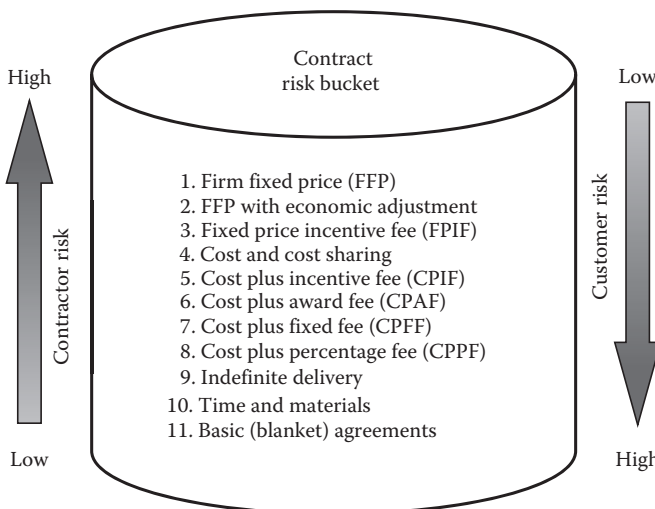 Contract
risk bucket
High
Low
1. Firm fixed price (FFP)
2. FFP with economic adjustment
3. Fixed price incentive fee (FPIF)
4. Cost and cost sharing
5. Cost plus incentive fee (CPIF)
6. Cost plus award fee (CPAF)
7. Cost plus fixed fee (CPFF)
8. Cost plus percentage fee (CPPF)
9. Indefinite delivery
10. Time and materials
11. Basic (blanket) agreements
Contractor risk
Customer risk
Low
High